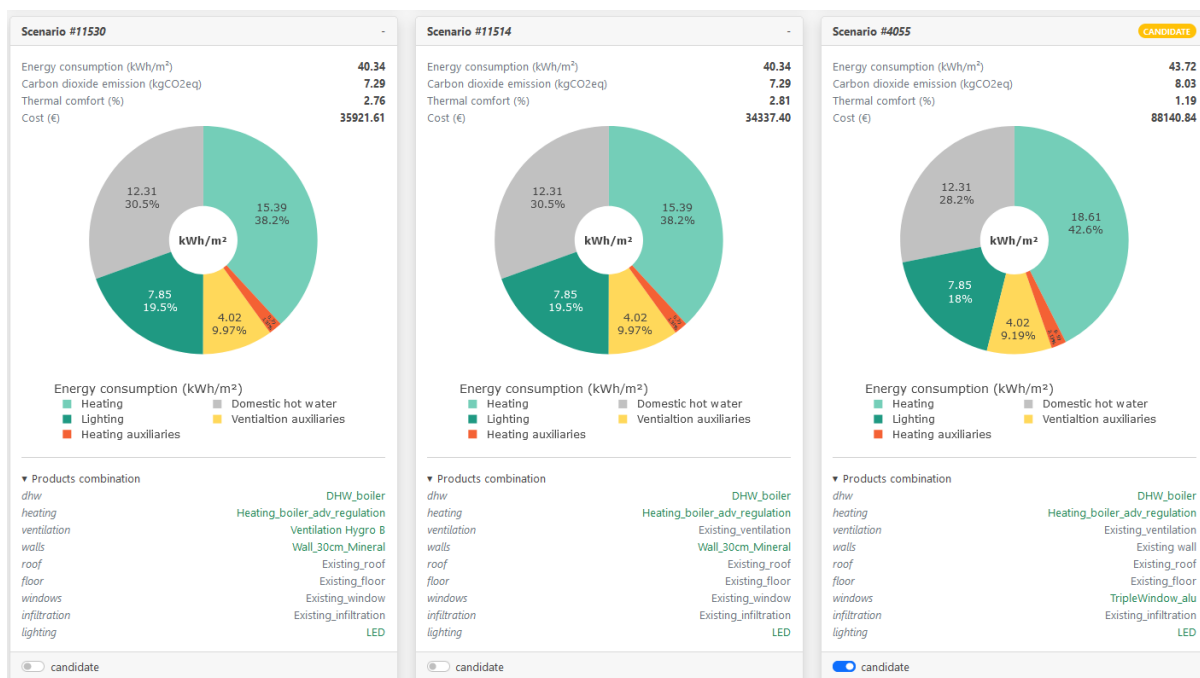 Scenario #11530 -
Energy consumption (kWh/m²) 40.34
Carbon dioxide emission (kgCO2eq) 7.29
Thermal comfort (%) 2.76
Cost (€) 35921.61
12.31
30.5%
15.39
38.2%
kWh/m²
7.85
19.5%
4.02
9.97%
Energy consumption (kWh/m²)
Heating Domestic hot water
Lighting Ventialtion auxiliaries
Heating auxiliaries
▾ Products combination
dhw DHW_boiler
heating Heating_boiler_adv_regulation
ventilation Ventilation Hygro B
walls Wall_30cm_Mineral
roof Existing_roof
floor Existing_floor
windows Existing_window
infiltration Existing_infiltration
lighting LED
candidate
Scenario #11514 -
Energy consumption (kWh/m²) 40.34
Carbon dioxide emission (kgCO2eq) 7.29
Thermal comfort (%) 2.81
Cost (€) 34337.40
12.31
30.5%
15.39
38.2%
kWh/m²
7.85
19.5%
4.02
9.97%
Energy consumption (kWh/m²)
Heating Domestic hot water
Lighting Ventialtion auxiliaries
Heating auxiliaries
▾ Products combination
dhw DHW_boiler
heating Heating_boiler_adv_regulation
ventilation Existing_ventilation
walls Wall_30cm_Mineral
roof Existing_roof
floor Existing_floor
windows Existing_window
infiltration Existing_infiltration
lighting LED
candidate
Scenario #4055 CANDIDATE
Energy consumption (kWh/m²) 43.72
Carbon dioxide emission (kgCO2eq) 8.03
Thermal comfort (%) 1.19
Cost (€) 88140.84
12.31
28.2%
18.61
42.6%
kWh/m²
7.85
18%
4.02
9.19%
Energy consumption (kWh/m²)
Heating Domestic hot water
Lighting Ventialtion auxiliaries
Heating auxiliaries
▾ Products combination
dhw DHW_boiler
heating Heating_boiler_adv_regulation
ventilation Existing_ventilation
walls Existing wall
roof Existing_roof
floor Existing_floor
windows TripleWindow_alu
infiltration Existing_infiltration
lighting LED
candidate